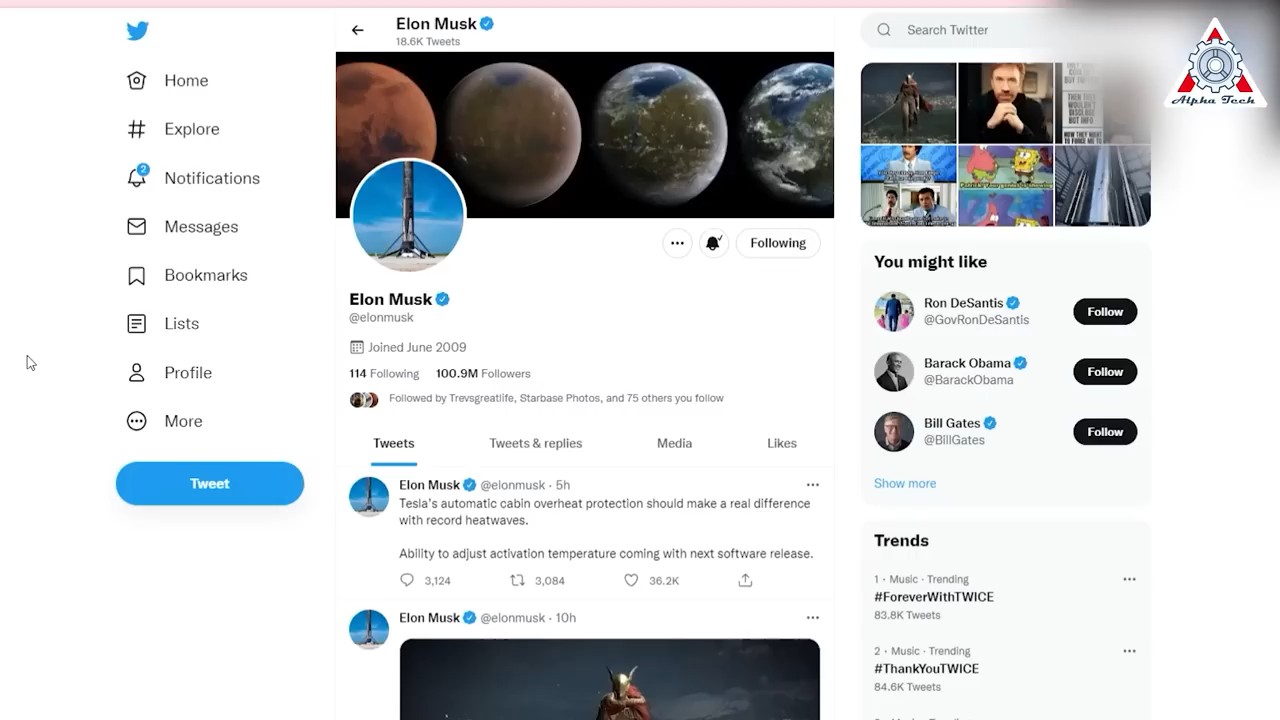 Elon Musk
18.6K Tweets
Search Twitter
Alpha Tech
Home
Explore
2
Notifications
Messages
Bookmarks
Lists
Profile
More
Tweet
Following
Elon Musk
@elonmusk
Joined June 2009
114 Following 100.9M Followers
Followed by Trevsgreatlife, Starbase Photos, and 75 others you follow
Tweets Tweets & replies Media Likes
Elon Musk @elonmusk · 5h
Tesla's automatic cabin overheat protection should make a real difference
with record heatwaves.
Ability to adjust activation temperature coming with next software release.
3,124 3,084 36.2K
Elon Musk @elonmusk · 10h
You might like
Ron DeSantis
@GovRonDeSantis
Follow
Barack Obama
@BarackObama
Follow
Bill Gates
@BillGates
Follow
Show more
Trends
1 · Music · Trending
#ForeverWithTWICE
83.8K Tweets
2 · Music · Trending
#ThankYouTWICE
84.6K Tweets